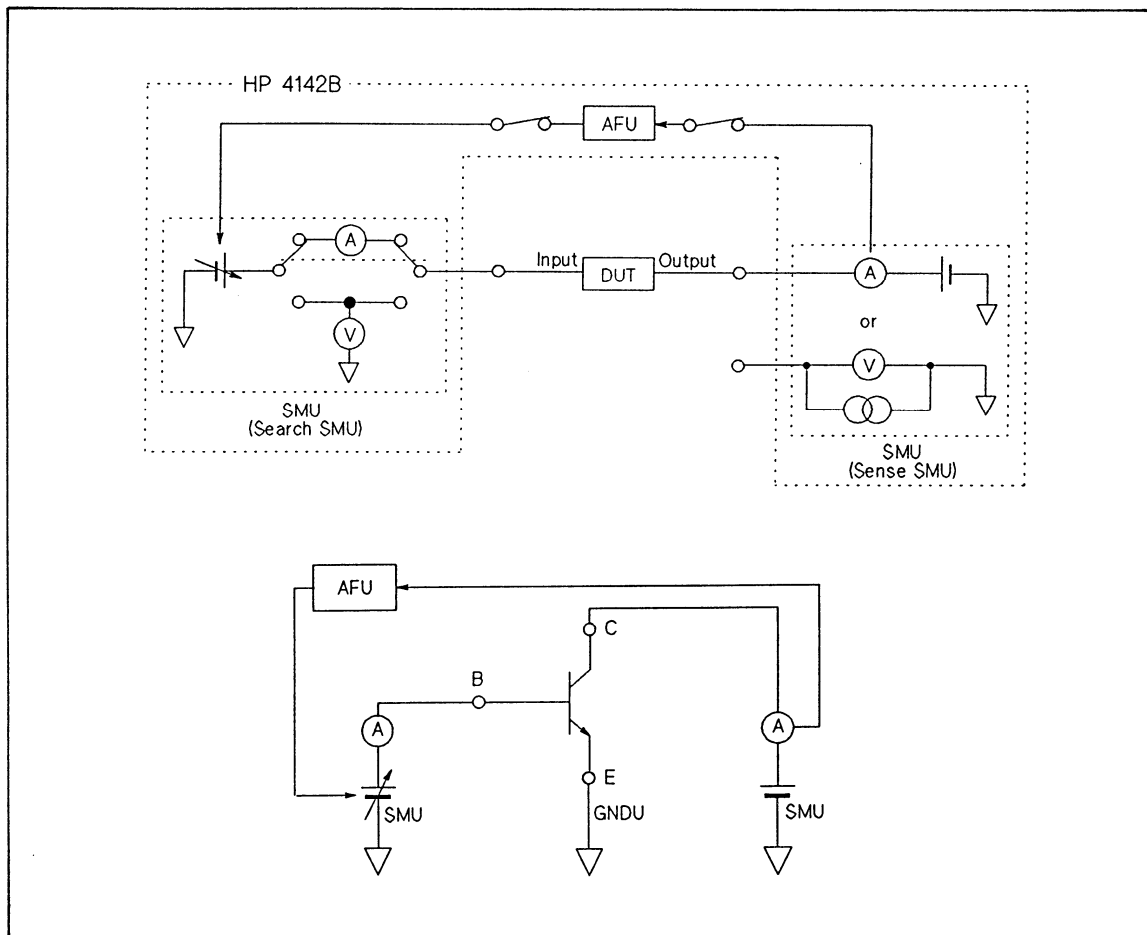 HP 4142B
AFU
A
Input
DUT
Output
A
V
or
V
SMU
(Search SMU)
SMU
(Sense SMU)
AFU
C
B
A
A
E
SMU
GNDU
SMU